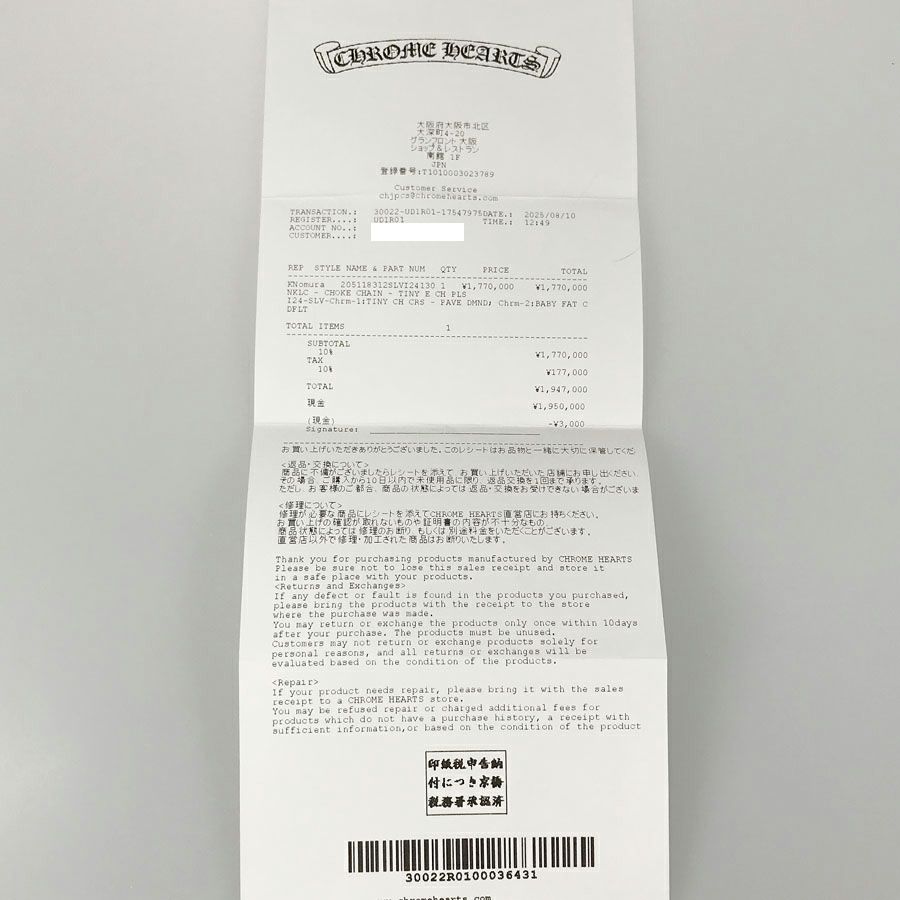 CHROME HEARTS
大阪府大阪市北区
大深町4-20
グランフロント大阪
ショップ&レストラン
南館 1F
JPN
登録番号:T1010003023789
Customer Service
chjpcs@chromehearts.com
TRANSACTION.: 30022-UD1R01-17547975DATE.: 2025/08/10
REGISTER....: UD1R01 TIME.: 12:49
ACCOUNT NO..:
CUSTOMER....:
REP STYLE NAME & PART NUM QTY PRICE TOTAL
KNomura 205118312SLVI24130 1 ¥1,770,000 ¥1,770,000
NKLC - CHOKE CHAIN - TINY E CH PLS
I24-SLV-Chrm-1:TINY CH CRS - PAVE DMND; Chrm-2:BABY FAT C
DFLT
TOTAL ITEMS 1
SUBTOTAL
10% ¥1,770,000
TAX
10% ¥177,000
TOTAL ¥1,947,000
現金 ¥1,950,000
(現金) -¥3,000
Signature:
お買い上げいただきありがとうございました。このレシートはお品物と一緒に大切に保管してくだ
<返品・交換について>
商品に不備がございましたらレシートを添えて、お買い上げいただいた店舗にお申し出ください。
その場合、ご購入から10日以内で未使用品に限り、返品交換を1回まで承ります。
ただし、お客様のご都合、商品の状態によっては返品・交換をお受けできない場合がございま
<修理について>
修理が必要な商品にレシートを添えてCHROME HEARTS直営店にお持ちください。
お買い上げの確認が取れないものや証明書の内容が不十分なもの、
商品状態によっては修理のお断り、もしくは別途料金をいただくことがございます。
直営店以外で修理・加工された商品はお断りいたします。
Thank you for purchasing products manufactured by CHROME HEARTS
Please be sure not to lose this sales receipt and store it
in a safe place with your products.
<Returns and Exchanges>
If any defect or fault is found in the products you purchased,
please bring the products with the receipt to the store
where the purchase was made.
You may return or exchange the products only once within 10days
after your purchase. The products must be unused.
Customers may not return or exchange products solely for
personal reasons, and all returns or exchanges will be
evaluated based on the condition of the products.
<Repair>
If your product needs repair, please bring it with the sales
receipt to a CHROME HEARTS store.
You may be refused repair or charged additional fees for
products which do not have a purchase history, a receipt with
sufficient information,or based on the condition of the product
印紙税申告納
付につき京橋
税務署承認済
30022R0100036431